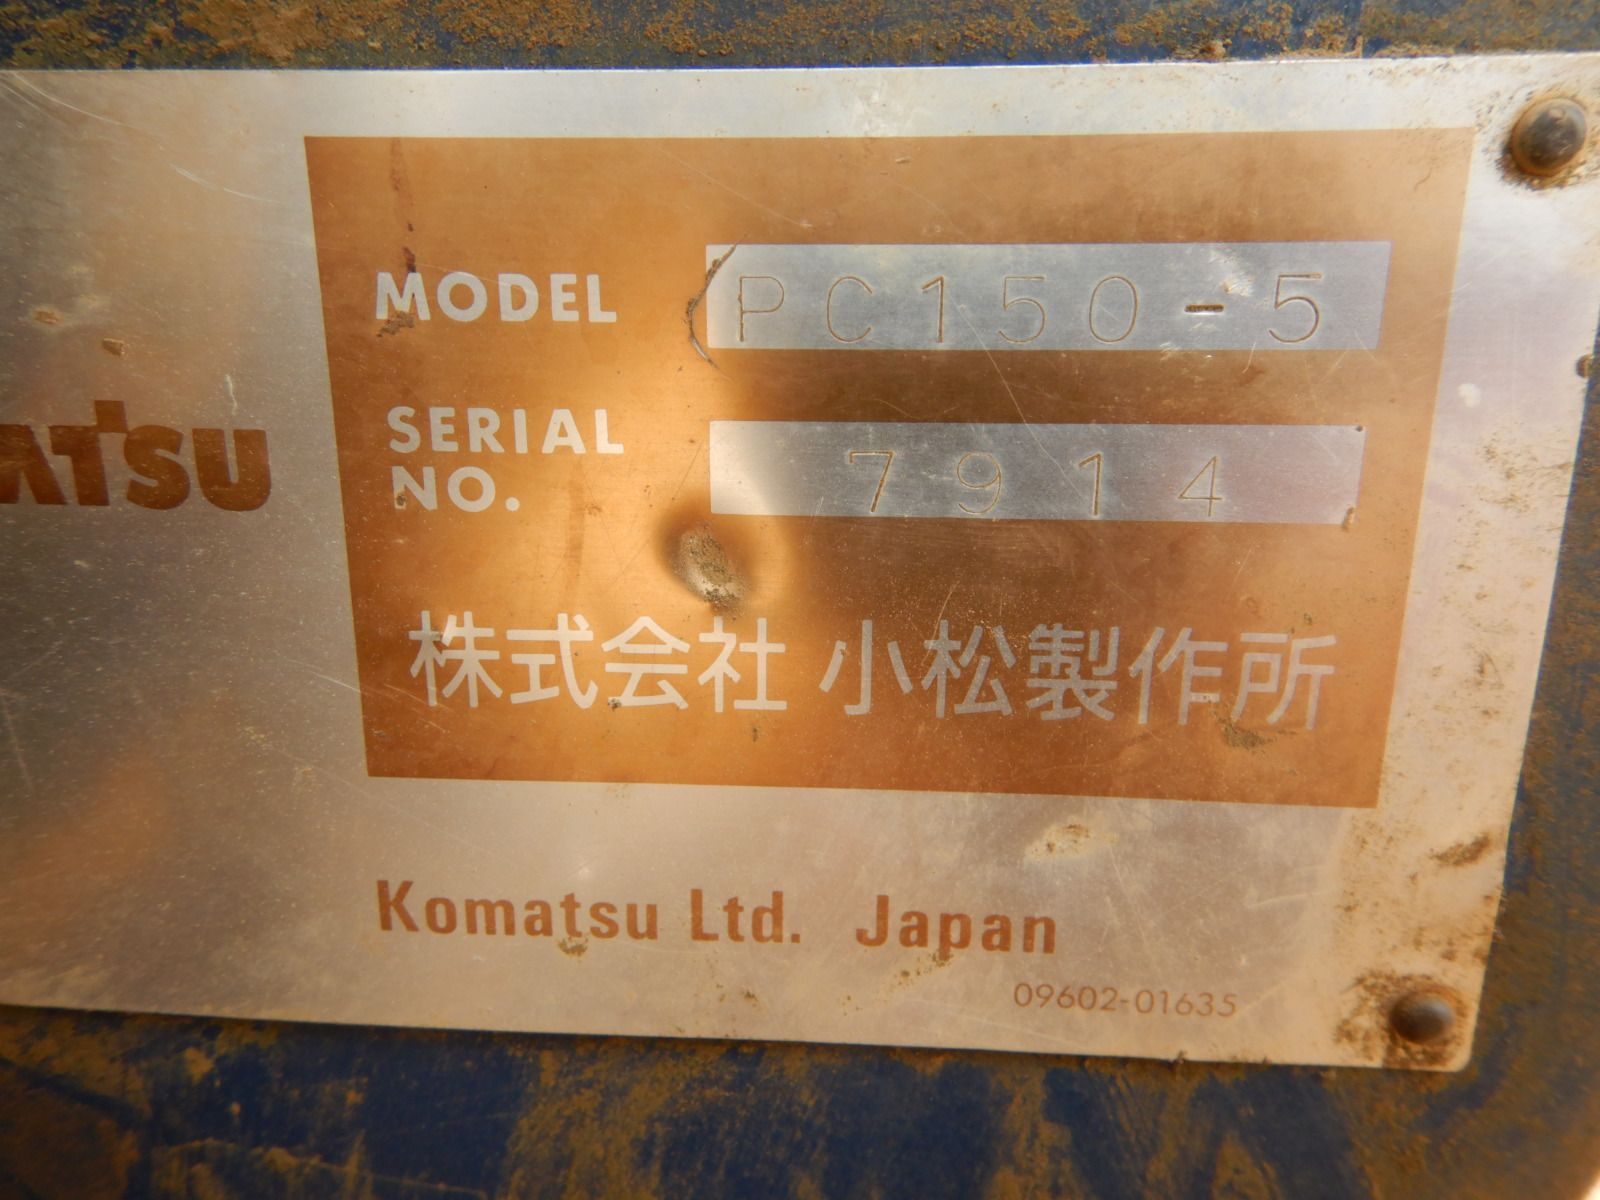 MATSU
MODEL PC150-5
SERIAL
NO. 7914
株式会社 小松製作所
Komatsu Ltd. Japan
09602-01635